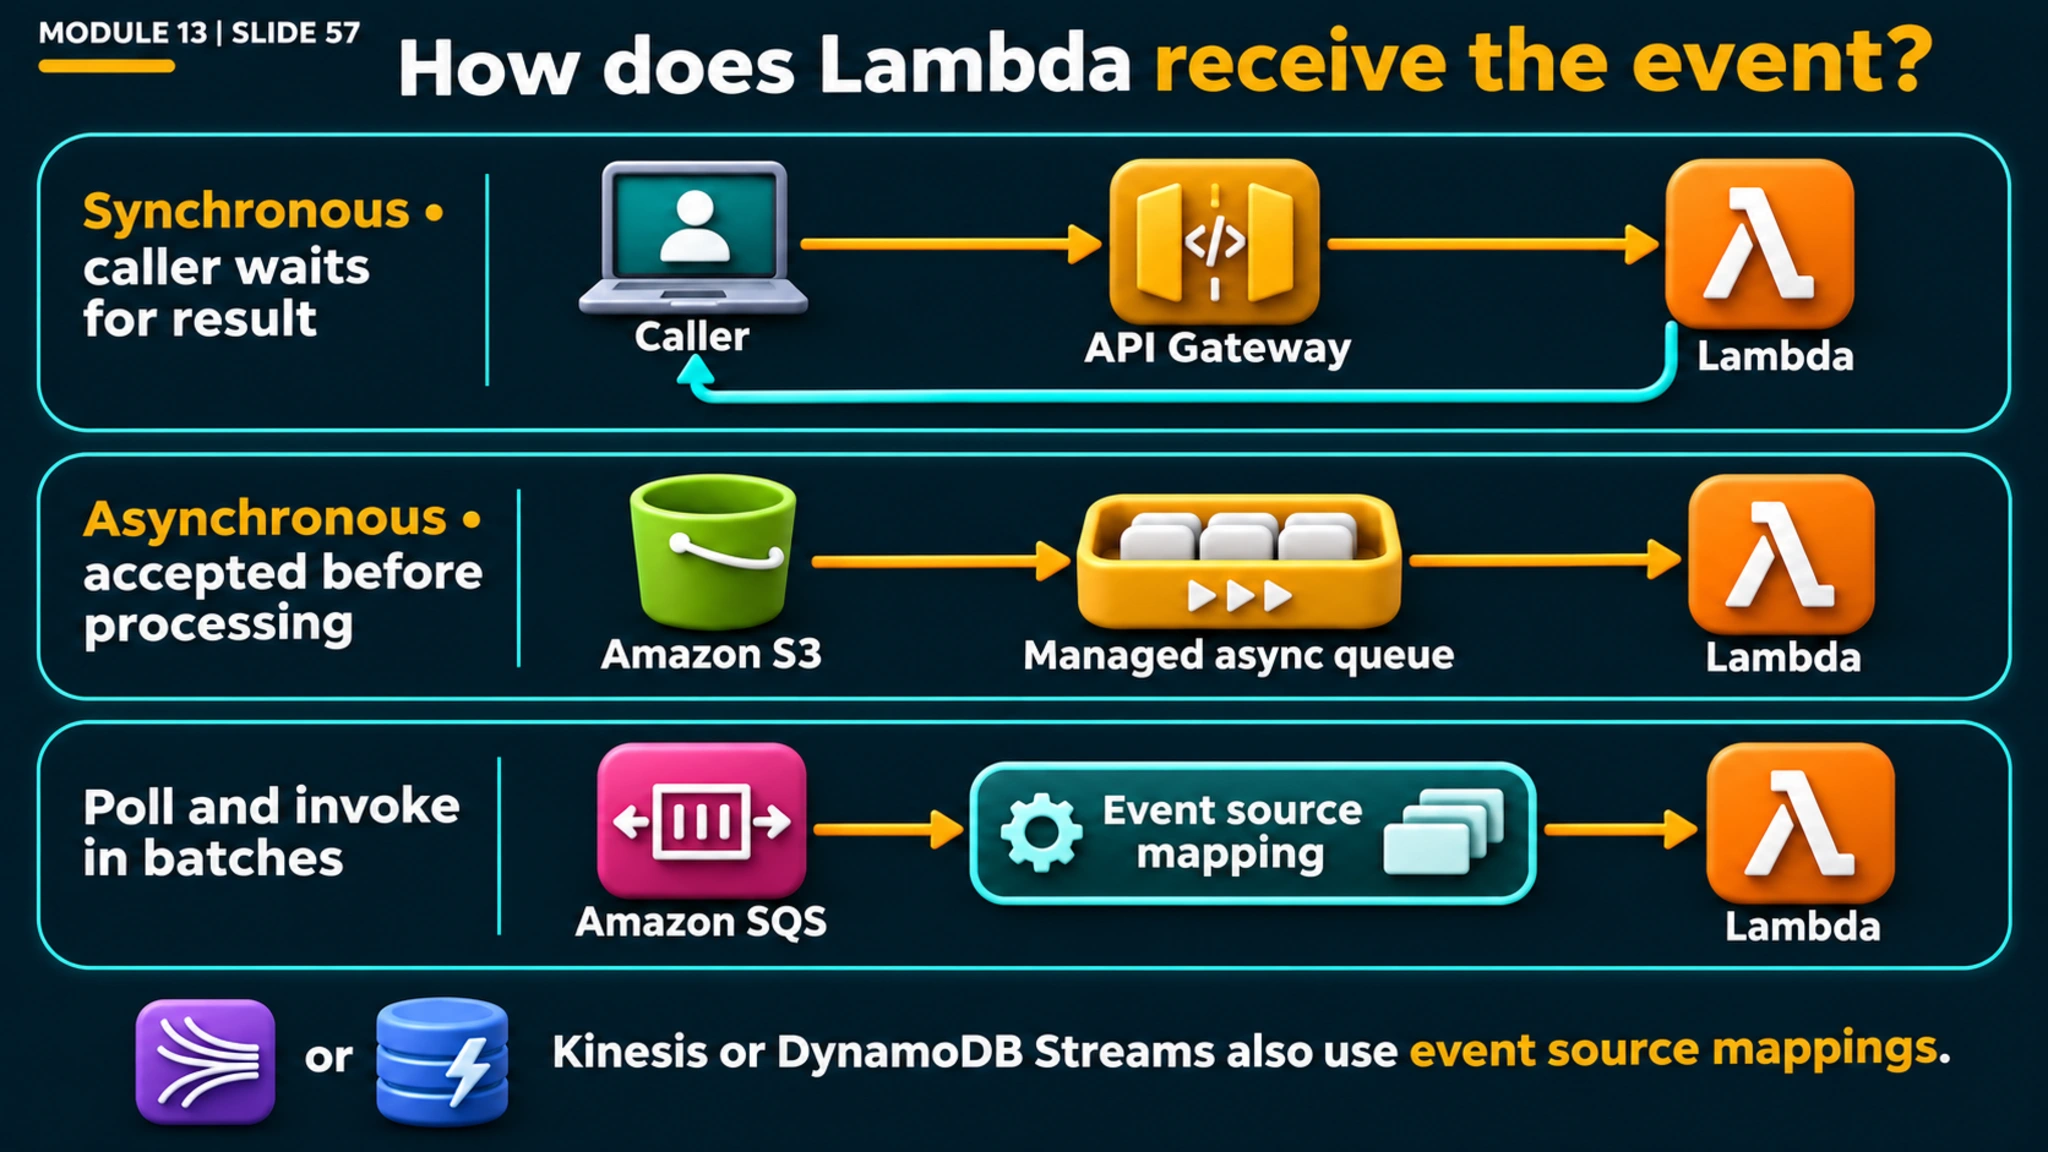 MODULE 13 | SLIDE 57
How does Lambda receive the event?
Synchronous •
caller waits
for result
Caller
</>
API Gateway
Lambda
Asynchronous •
accepted before
processing
Amazon S3
Managed async queue
Lambda
Poll and invoke
in batches
Amazon SQS
Event source
mapping
Lambda
or
Kinesis or DynamoDB Streams also use event source mappings.